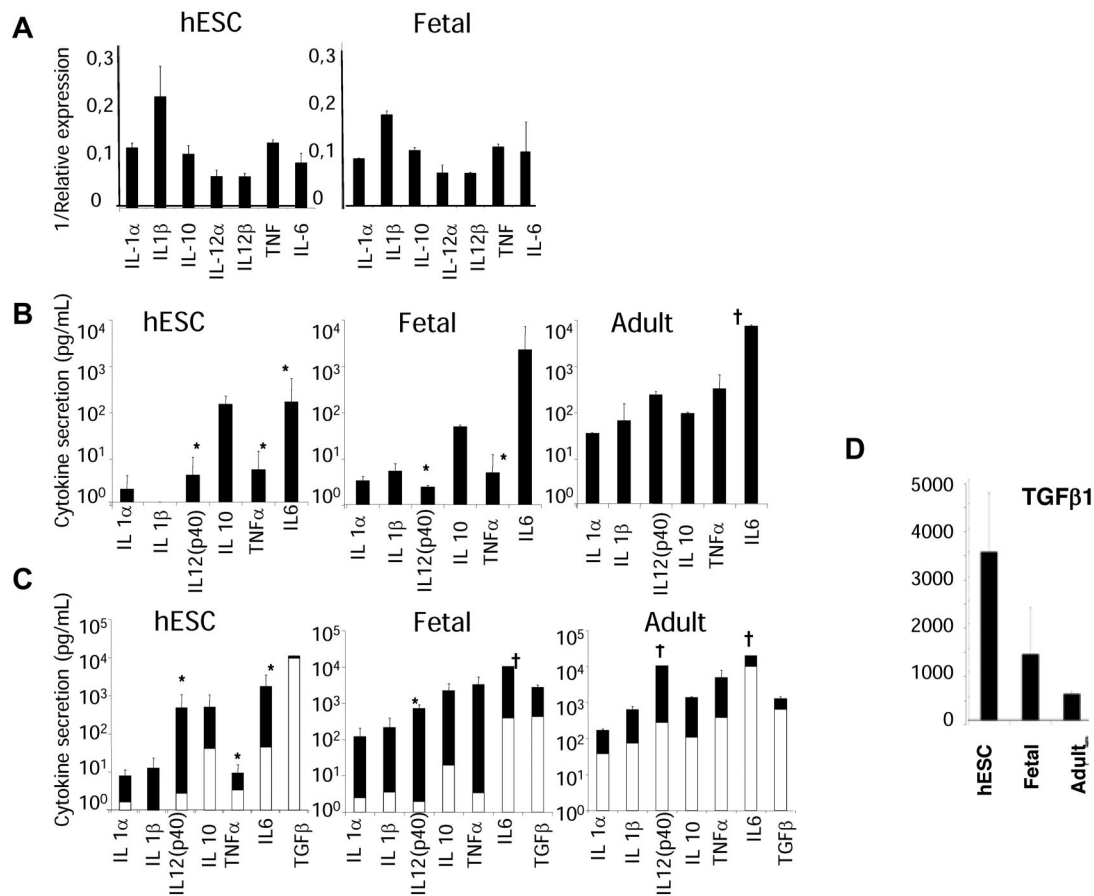 A
hESC
Fetal
1/Relative expression
0,3
0,2
0,1
0
0,3
0,2
0,1
0
IL-1α
IL1β
IL-10
IL-12α
IL12β
TNF
IL-6
IL-1α
IL1β
IL-10
IL-12α
IL12β
TNF
IL-6
B
hESC
Fetal
Adult
Cytokine secretion (pg/mL)
10⁴
10³
10²
10¹
10⁰
* * *
10⁴
10³
10²
10¹
10⁰
* *
10⁴
10³
10²
10¹
10⁰
†
IL 1α
IL 1β
IL12(p40)
IL 10
TNFα
IL6
IL 1α
IL 1β
IL12(p40)
IL 10
TNFα
IL6
IL 1α
IL 1β
IL12(p40)
IL 10
TNFα
IL6
C
hESC
Fetal
Adult
Cytokine secretion (pg/mL)
10⁵
10⁴
10³
10²
10¹
10⁰
* * *
10⁵
10⁴
10³
10²
10¹
10⁰
* †
10⁵
10⁴
10³
10²
10¹
10⁰
† †
IL 1α
IL 1β
IL12(p40)
IL 10
TNFα
IL6
TGFβ
IL 1α
IL 1β
IL12(p40)
IL 10
TNFα
IL6
TGFβ
IL 1α
IL 1β
IL12(p40)
IL 10
TNFα
IL6
TGFβ
D
TGFβ1
5000
4000
3000
2000
1000
0
hESC
Fetal
Adult